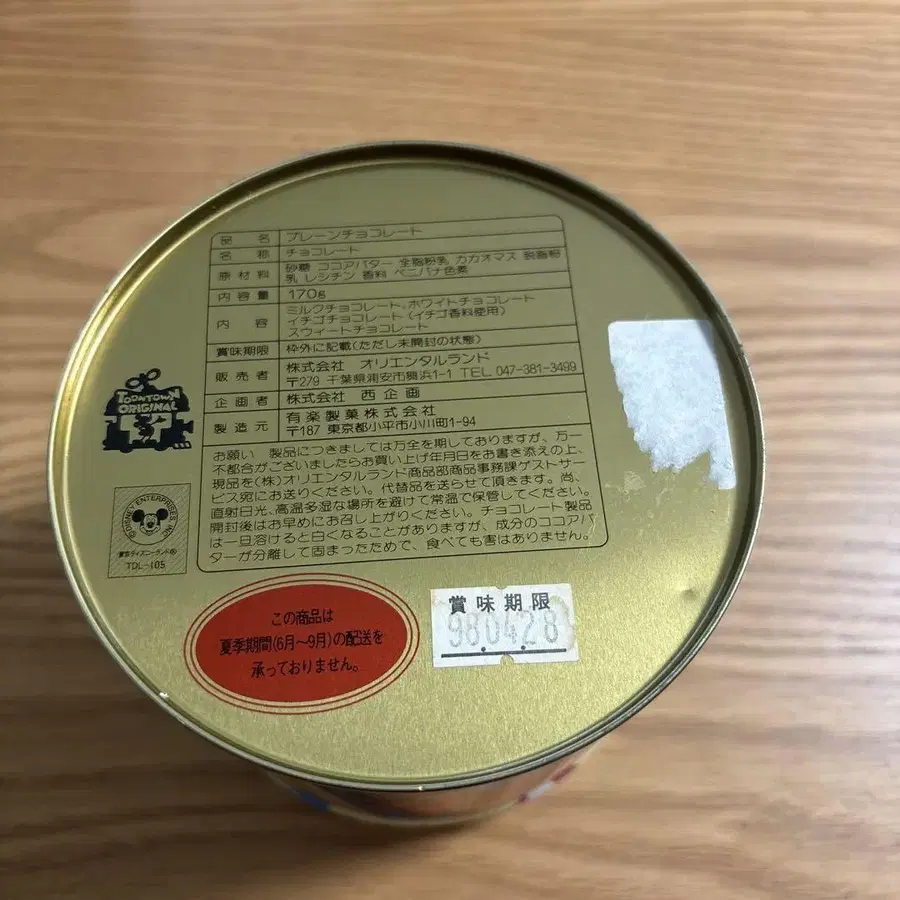 品名 プレーンチョコレート
名称 チョコレート
原材料 砂糖 ココアバター 全脂粉乳 カカオマス 脱脂粉
乳 レシチン 香料 ベニバナ色素
内容量 170g
内容 ミルクチョコレート、ホワイトチョコレート
イチゴチョコレート(イチゴ香料使用)
スウィートチョコレート
賞味期限 枠外に記載(ただし未開封の状態)
販売者 株式会社 オリエンタルランド
〒279 千葉県浦安市舞浜1-1 TEL 047-381-3499
企画者 株式会社 西企画
製造元 有楽製菓株式会社
〒187 東京都小平市小川町1-94
お願い 製品につきましては万全を期しておりますが、万一
不都合がございましたらお買い上げ年月日をお書き添えの上、
現品を(株)オリエンタルランド商品部商品事務課ゲストサー
ビス宛にお送りください。代替品を送らせて頂きます。尚、
直射日光、高温多湿な場所を避けて常温で保管してください。
開封後はお早めにお召し上がりください。チョコレート製品
は一旦溶けると白くなることがありますが、成分のココアバ
ターが分離して固まったためで、食べても害はありません。
TOONTOWN
ORIGINAL
©DISNEY ENTERPRISES, INC.
東京ディズニーランド®
TDL-105
この商品は
夏季期間(6月〜9月)の配送を
承っておりません。
賞味期限
98.04.28